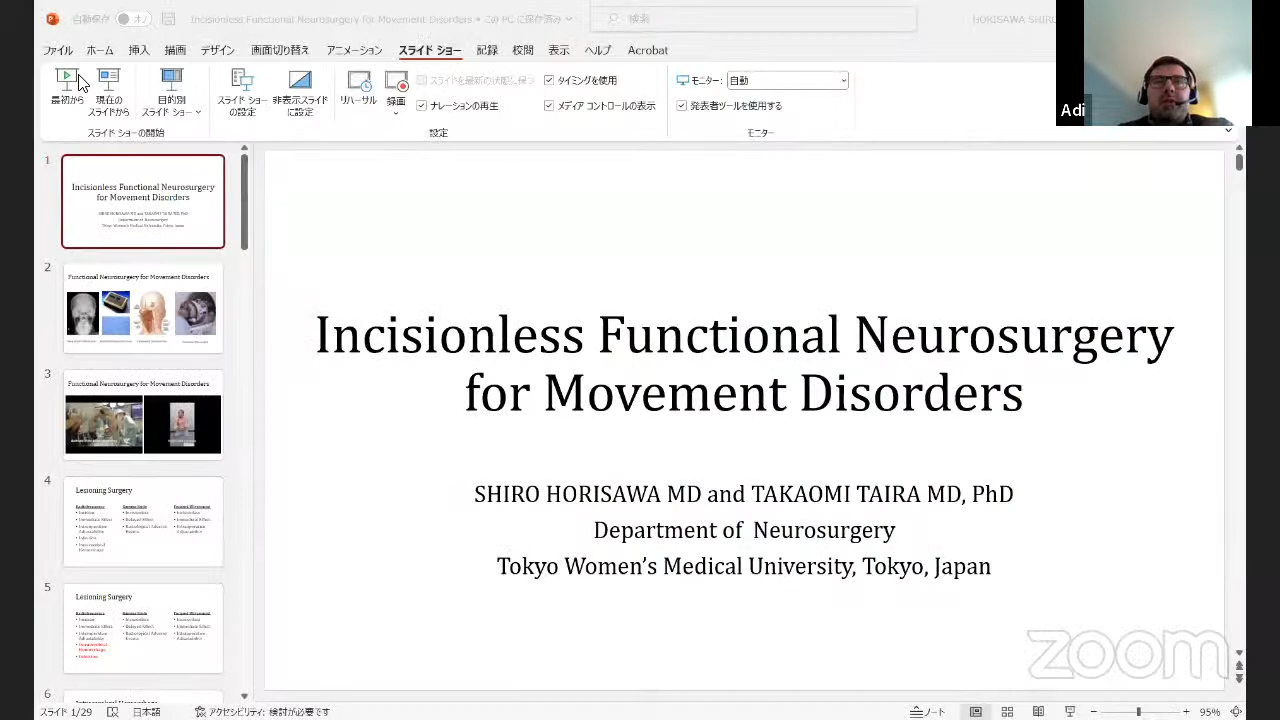 自動保存 オフ
Incisionless Functional Neurosurgery for Movement Disorders • この PC に保存済み
検索
HORISAWA SHIRO
ファイル ホーム 挿入 描画 デザイン 画面切り替え アニメーション スライド ショー 記録 校閲 表示 ヘルプ Acrobat
最初から
現在の
スライドから
目的別
スライド ショー
スライド ショー
の設定
非表示スライド
に設定
リハーサル
録画
スライドを最新の状態に保つ
ナレーションの再生
タイミングを使用
メディア コントロールの表示
モニター: 自動
発表者ツールを使用する
スライド ショーの開始
設定
モニター
Adi
1
Incisionless Functional Neurosurgery
for Movement Disorders
2
Functional Neurosurgery for Movement Disorders
3
Functional Neurosurgery for Movement Disorders
4
Lesioning Surgery
5
Lesioning Surgery
6
Incisionless Functional Neurosurgery
for Movement Disorders
SHIRO HORISAWA MD and TAKAOMI TAIRA MD, PhD
Department of Neurosurgery
Tokyo Women's Medical University, Tokyo, Japan
zoom
スライド 1/29 日本語 アクセシビリティ: 検討が必要です
ノート
95%